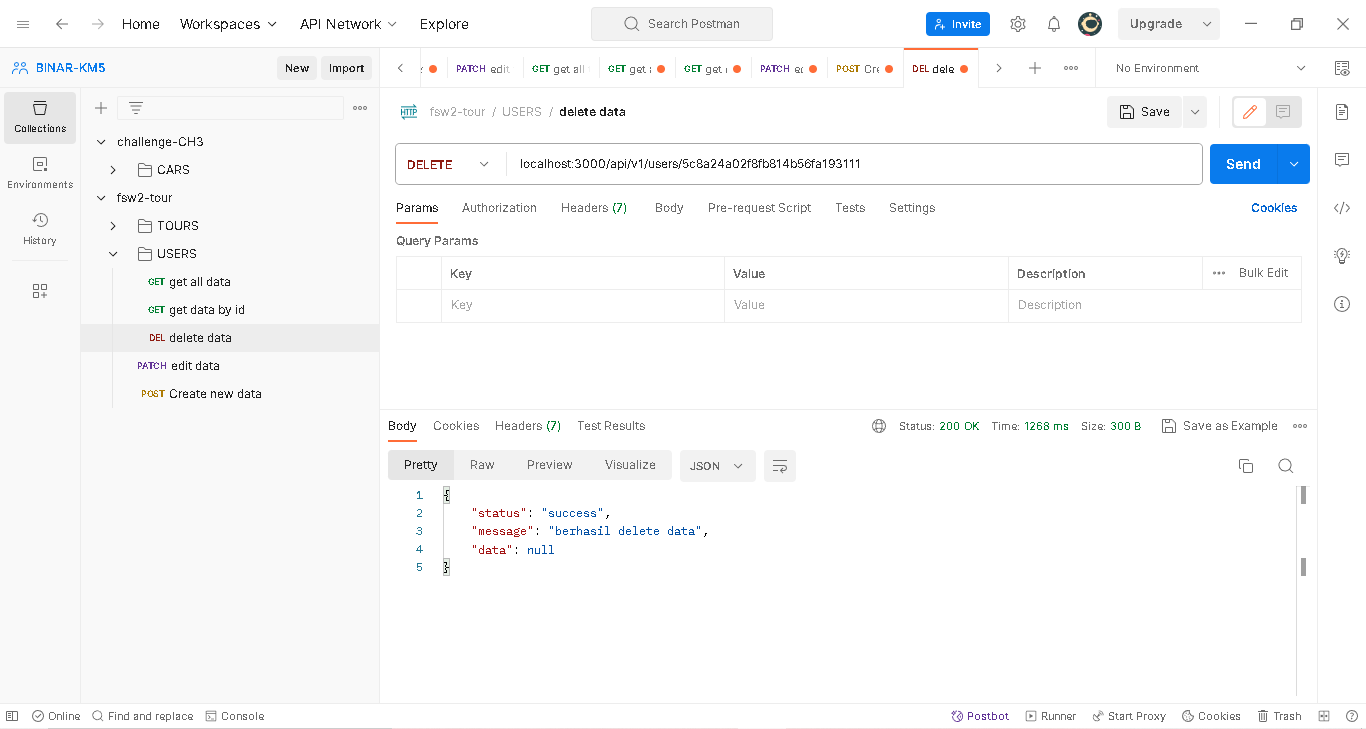 Home Workspaces API Network Explore Search Postman Invite Upgrade
BINAR-KM5 New Import
PATCH edit GET get all GET get GET get PATCH POST DEL dele No Environment
Collections
Environments
History
challenge-CH3
CARS
fsw2-tour
TOURS
USERS
GET get all data
GET get data by id
DEL delete data
PATCH edit data
POST Create new data
HTTP fsw2-tour / USERS / delete data Save
DELETE localhost:3000/api/v1/users/5c8a24a02f8fb814b56fa193111 Send
Params Authorization Headers (7) Body Pre-request Script Tests Settings Cookies
Query Params
Key Value Description Bulk Edit
Key Value Description
Body Cookies Headers (7) Test Results Status: 200 OK Time: 1268 ms Size: 300 B Save as Example
Pretty Raw Preview Visualize JSON
1 {
2 "status": "success",
3 "message": "berhasil delete data",
4 "data": null
5 }
Online Find and replace Console Postbot Runner Start Proxy Cookies Trash